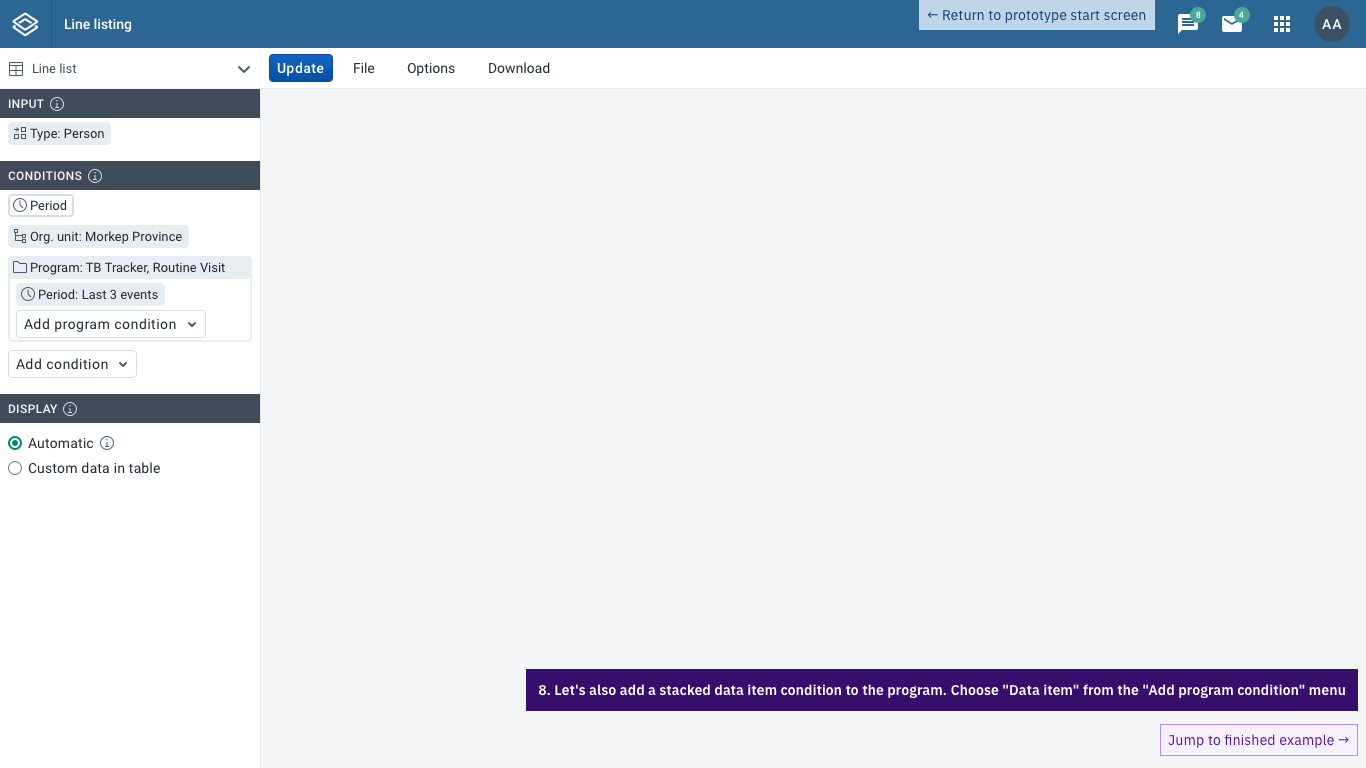 Line listing
← Return to prototype start screen
8
4
AA
Line list
Update
File
Options
Download
INPUT
Type: Person
CONDITIONS
Period
Org. unit: Morkep Province
Program: TB Tracker, Routine Visit
Period: Last 3 events
Add program condition
Add condition
DISPLAY
Automatic
Custom data in table
8. Let's also add a stacked data item condition to the program. Choose "Data item" from the "Add program condition" menu
Jump to finished example →